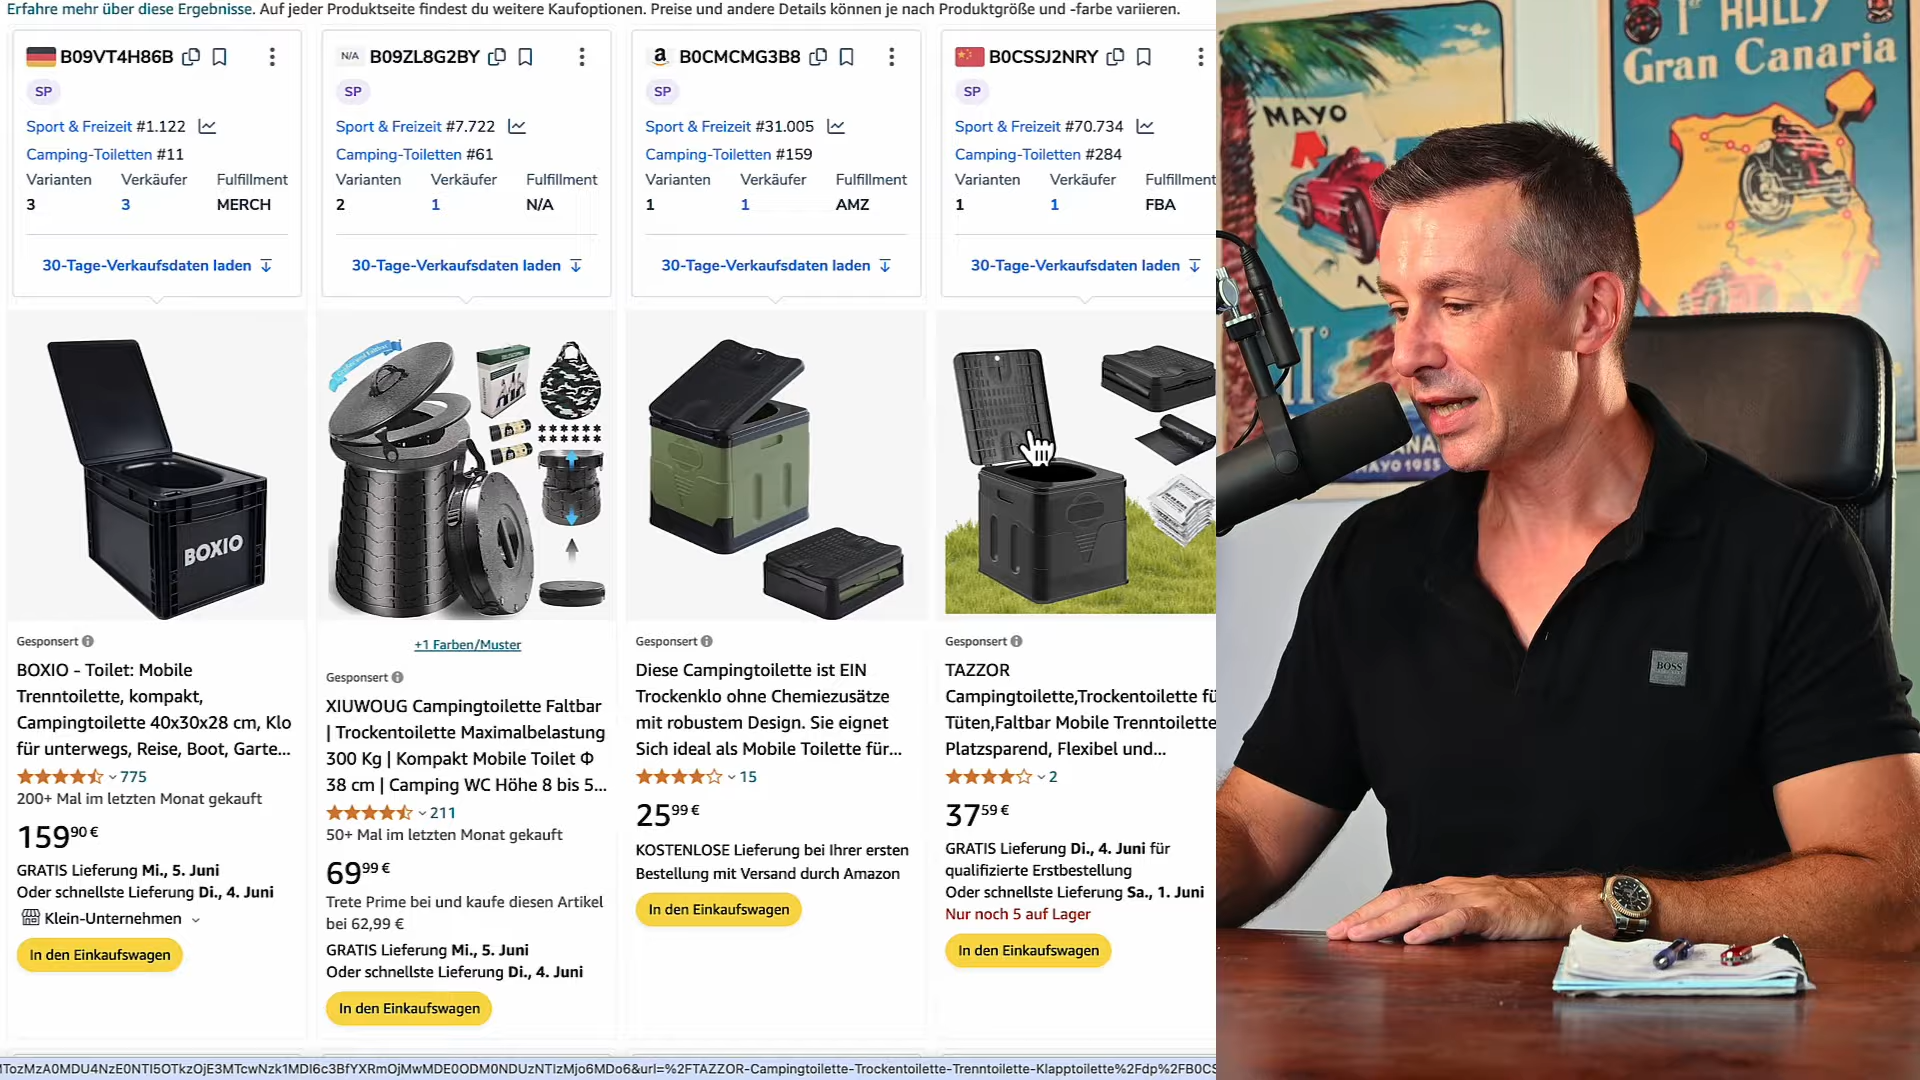 Erfahre mehr über diese Ergebnisse. Auf jeder Produktseite findest du weitere Kaufoptionen. Preise und andere Details können je nach Produktgröße und -farbe variieren.
B09VT4H86B
SP
Sport & Freizeit #1.122
Camping-Toiletten #11
Varianten Verkäufer Fulfillment
3 3 MERCH
30-Tage-Verkaufsdaten laden
BOXIO
Gesponsert
BOXIO - Toilet: Mobile
Trenntoilette, kompakt,
Campingtoilette 40x30x28 cm, Klo
für unterwegs, Reise, Boot, Garte...
775
200+ Mal im letzten Monat gekauft
159,90 €
GRATIS Lieferung Mi., 5. Juni
Oder schnellste Lieferung Di., 4. Juni
Klein-Unternehmen
In den Einkaufswagen
N/A B09ZL8G2BY
SP
Sport & Freizeit #7.722
Camping-Toiletten #61
Varianten Verkäufer Fulfillment
2 1 N/A
30-Tage-Verkaufsdaten laden
+1 Farben/Muster
Gesponsert
XIUWOUG Campingtoilette Faltbar
| Trockentoilette Maximalbelastung
300 Kg | Kompakt Mobile Toilet Φ
38 cm | Camping WC Höhe 8 bis 5...
211
50+ Mal im letzten Monat gekauft
69,99 €
Trete Prime bei und kaufe diesen Artikel
bei 62,99 €
GRATIS Lieferung Mi., 5. Juni
Oder schnellste Lieferung Di., 4. Juni
In den Einkaufswagen
a B0CMCMG3B8
SP
Sport & Freizeit #31.005
Camping-Toiletten #159
Varianten Verkäufer Fulfillment
1 1 AMZ
30-Tage-Verkaufsdaten laden
Gesponsert
Diese Campingtoilette ist EIN
Trockenklo ohne Chemiezusätze
mit robustem Design. Sie eignet
Sich ideal als Mobile Toilette für...
15
25,99 €
KOSTENLOSE Lieferung bei Ihrer ersten
Bestellung mit Versand durch Amazon
In den Einkaufswagen
B0CSSJ2NRY
SP
Sport & Freizeit #70.734
Camping-Toiletten #284
Varianten Verkäufer Fulfillment
1 1 FBA
30-Tage-Verkaufsdaten laden
Gesponsert
TAZZOR
Campingtoilette,Trockentoilette fü
Tüten,Faltbar Mobile Trenntoilette
Platzsparend, Flexibel und...
2
37,59 €
GRATIS Lieferung Di., 4. Juni für
qualifizierte Erstbestellung
Oder schnellste Lieferung Sa., 1. Juni
Nur noch 5 auf Lager
In den Einkaufswagen
MAYO
1er RALLY
Gran Canaria
MAYO 1955
BOSS